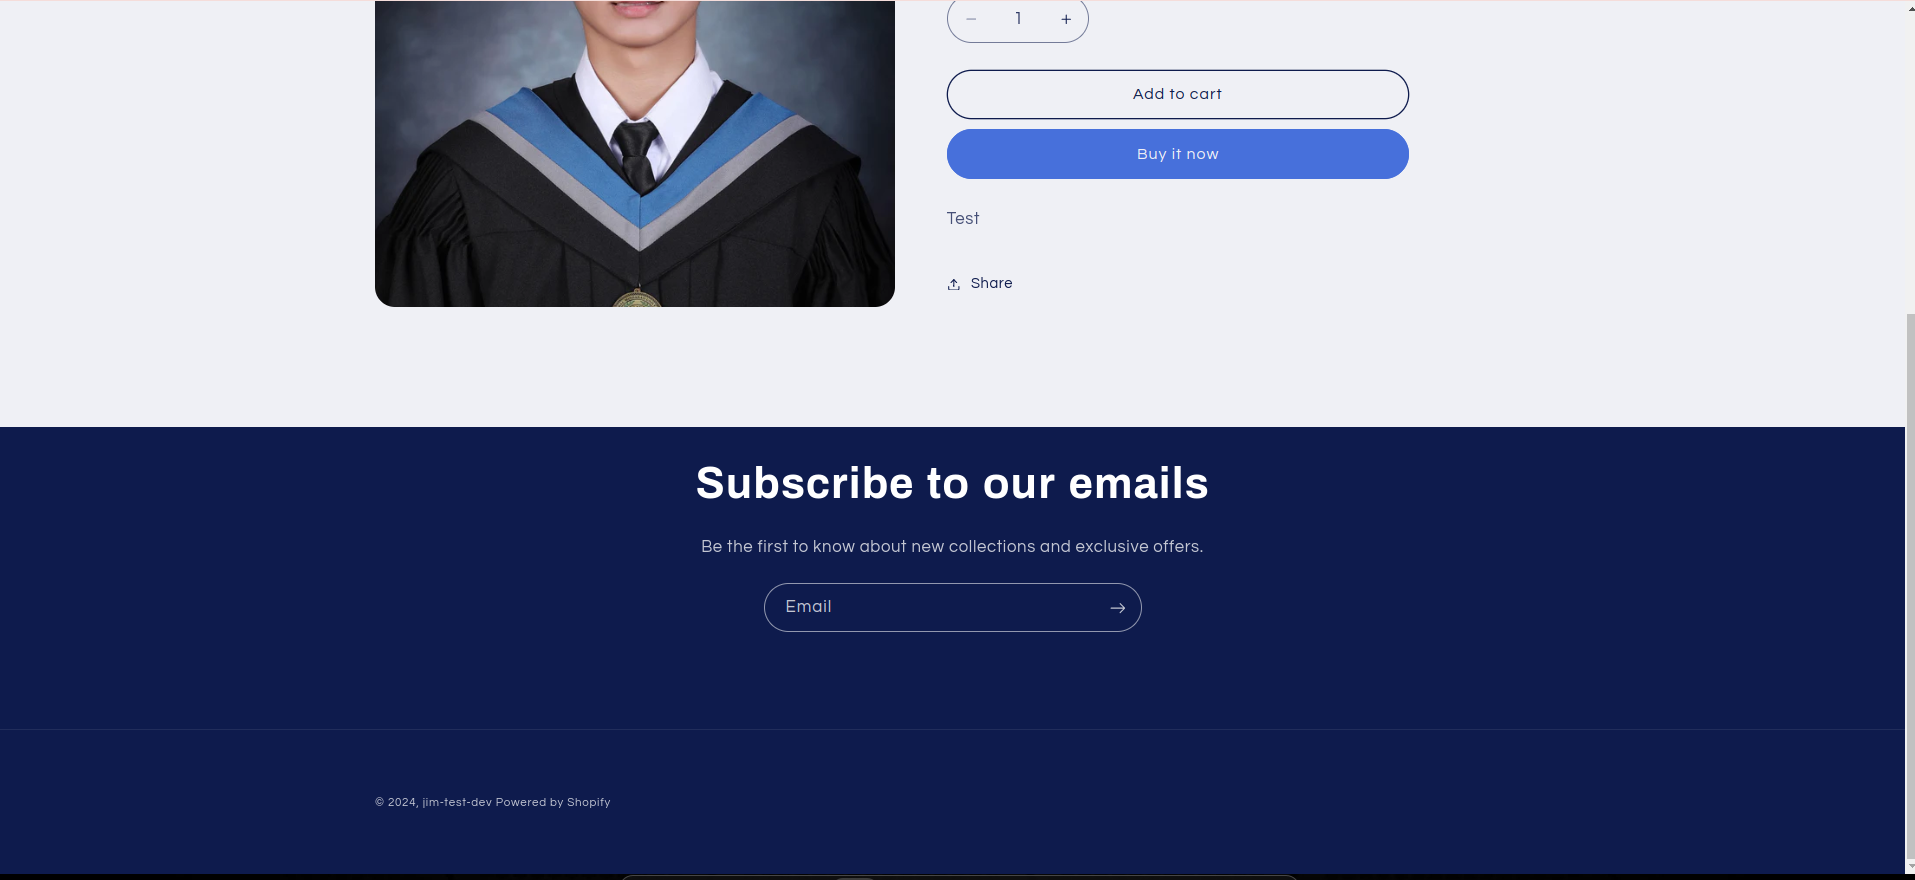 1
Add to cart
Buy it now
Test
Share
Subscribe to our emails
Be the first to know about new collections and exclusive offers.
Email
© 2024, jim-test-dev Powered by Shopify